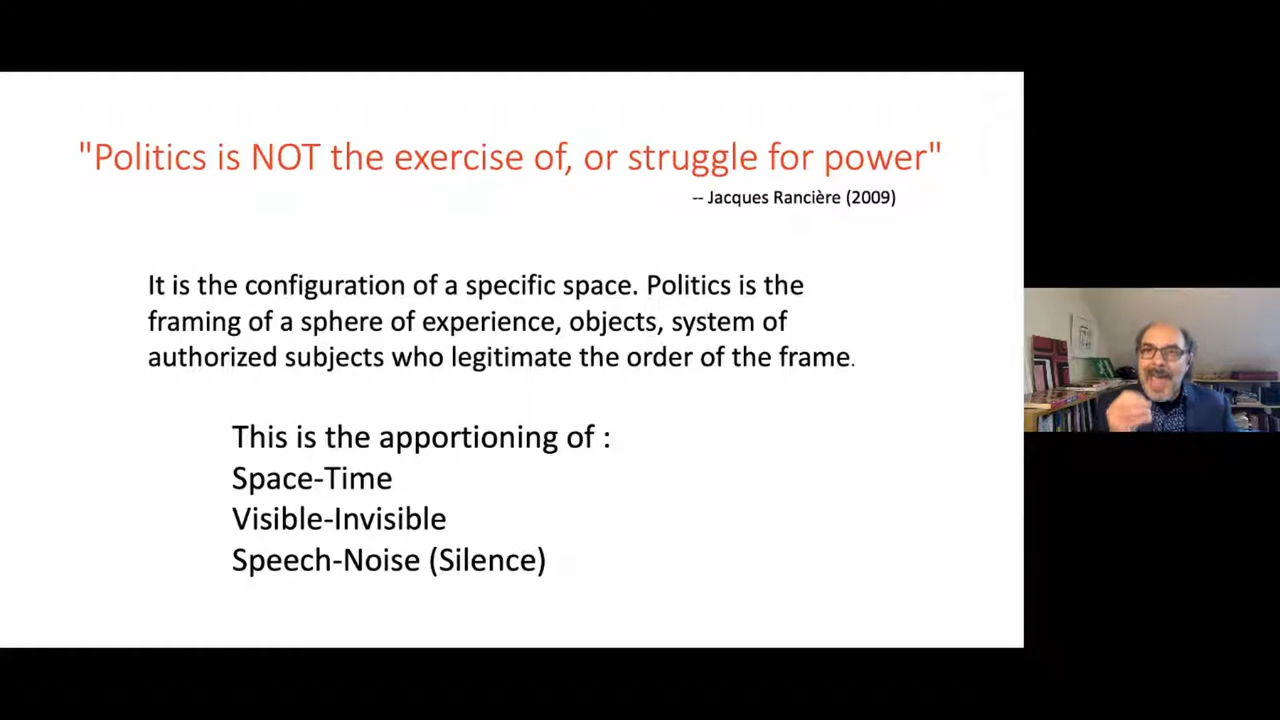 "Politics is NOT the exercise of, or struggle for power"
-- Jacques Rancière (2009)
It is the configuration of a specific space. Politics is the
framing of a sphere of experience, objects, system of
authorized subjects who legitimate the order of the frame.
This is the apportioning of :
Space-Time
Visible-Invisible
Speech-Noise (Silence)